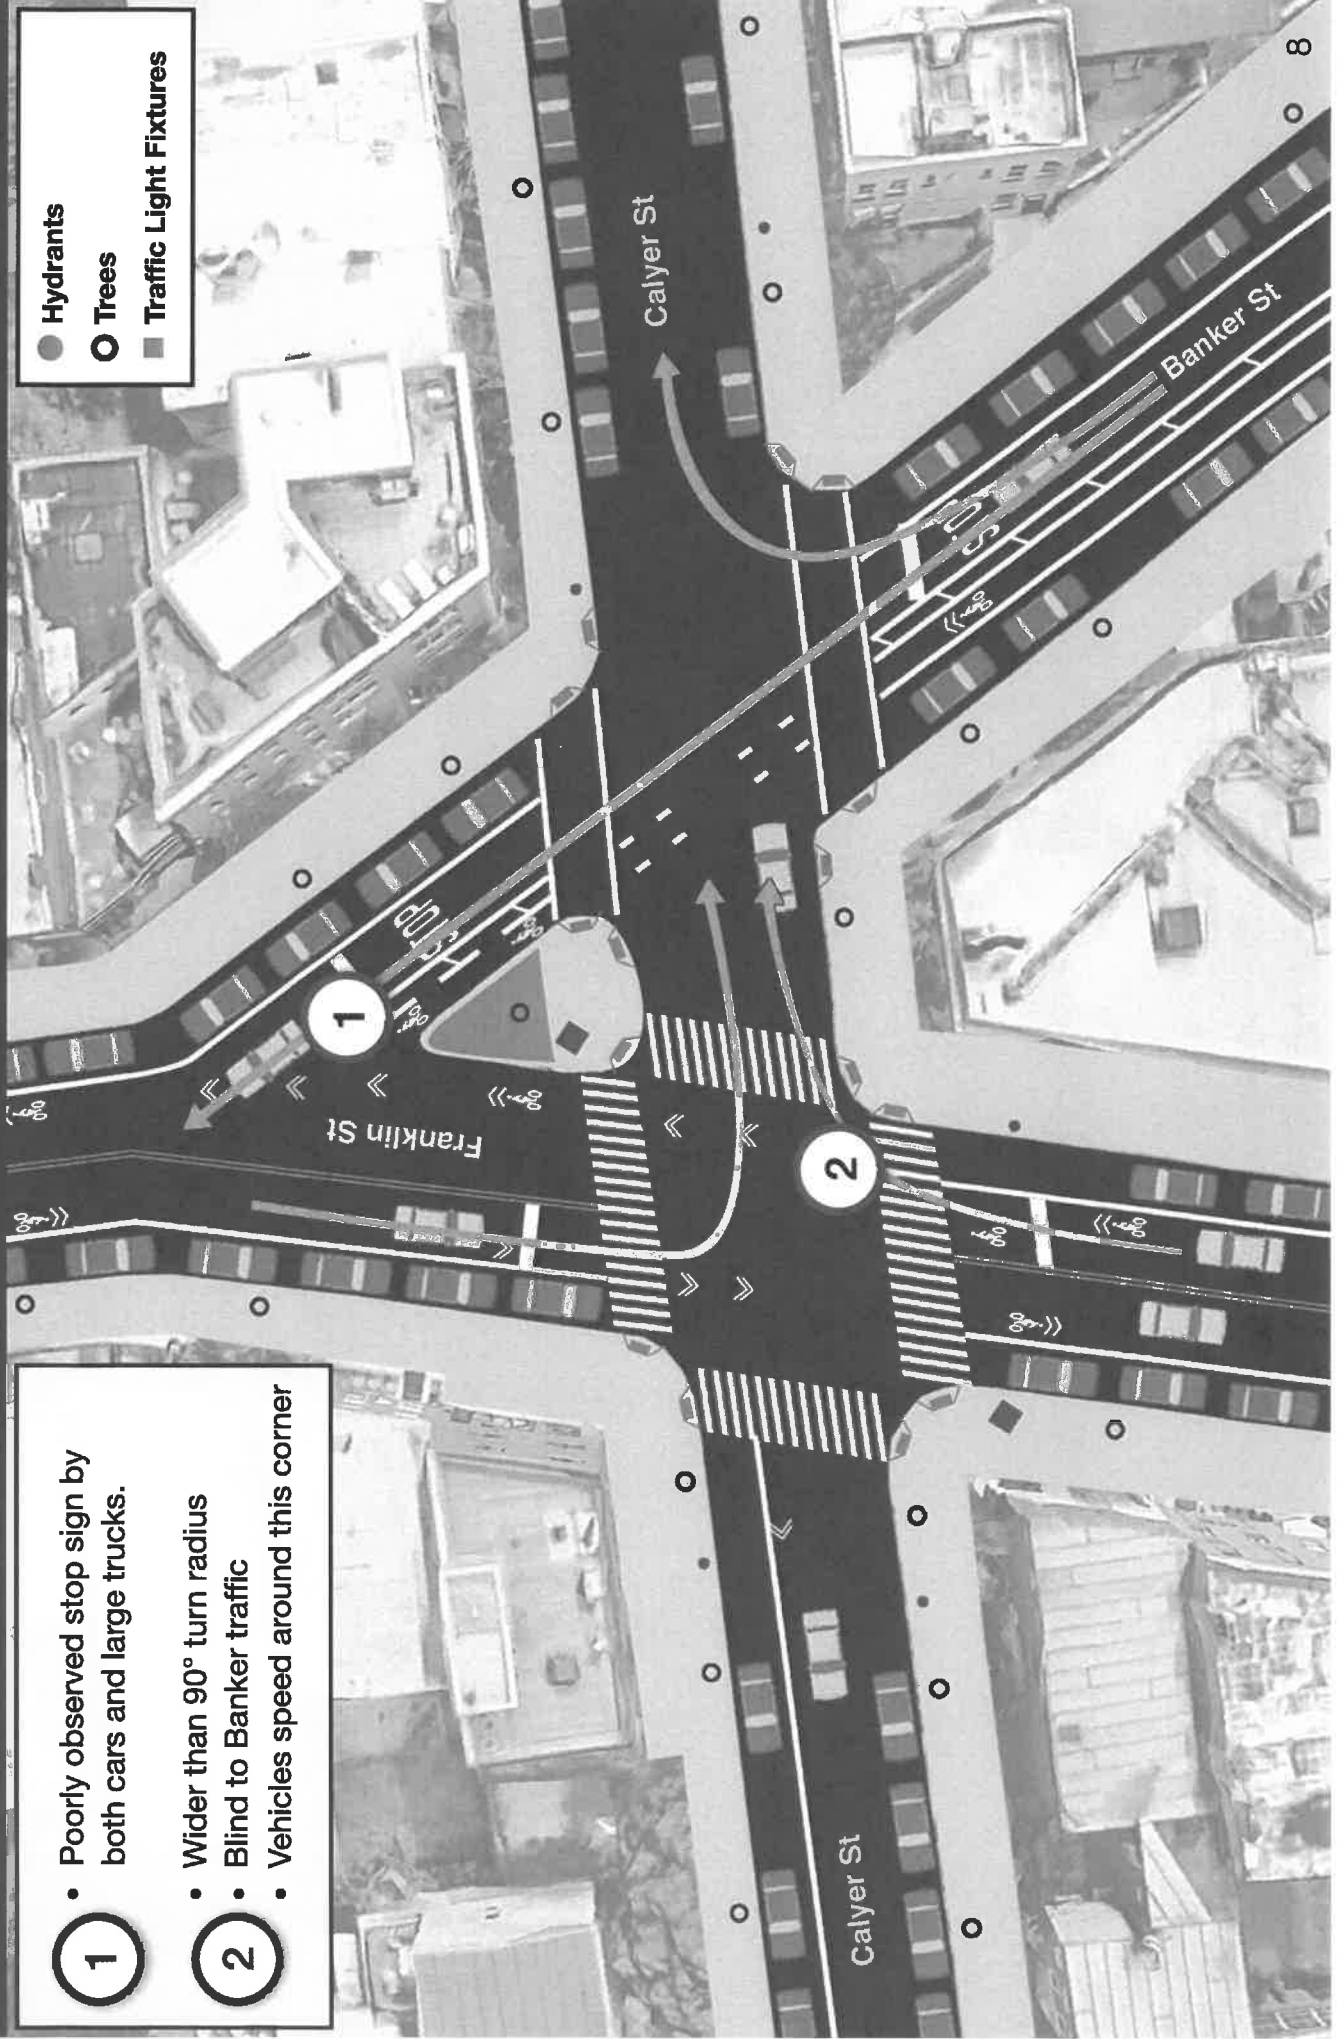 1
• Poorly observed stop sign by
both cars and large trucks.
2
• Wider than 90° turn radius
• Blind to Banker traffic
• Vehicles speed around this corner
Hydrants
Trees
Traffic Light Fixtures
Franklin St
1
STOP
Calyer St
2
Calyer St
Banker St
8